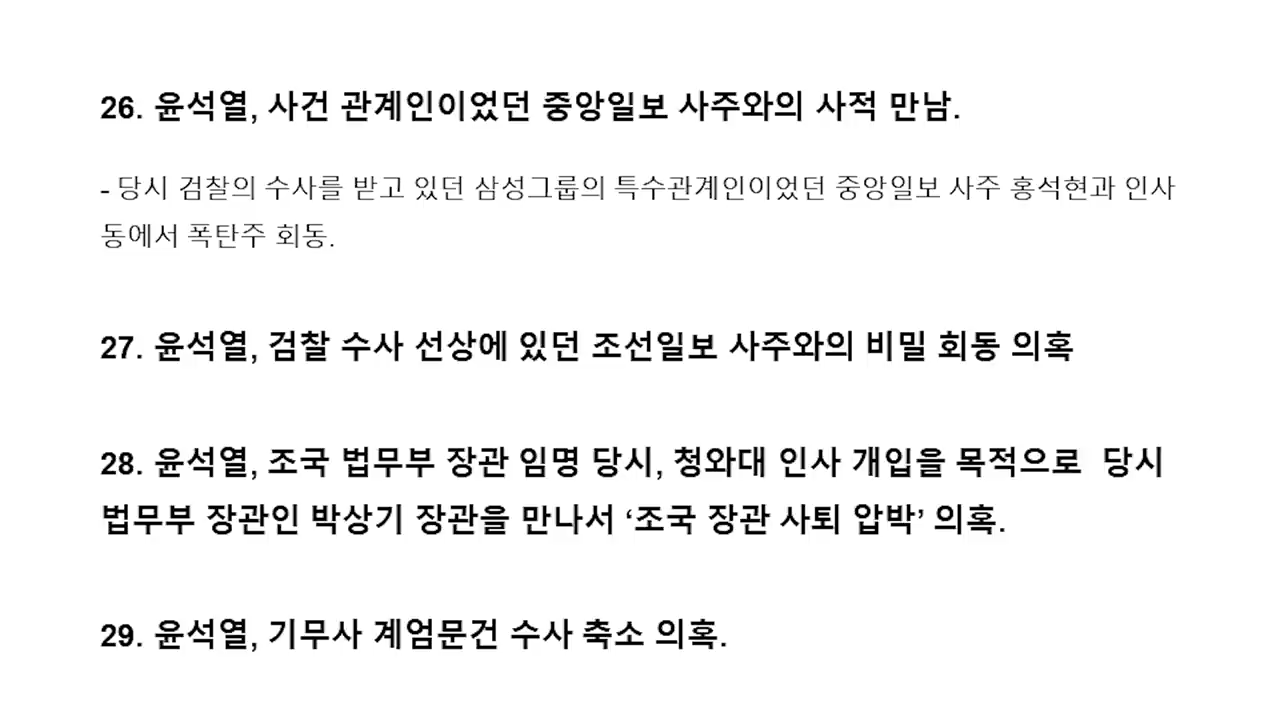 26. 윤석열, 사건 관계인이었던 중앙일보 사주와의 사적 만남.
- 당시 검찰의 수사를 받고 있던 삼성그룹의 특수관계인이었던 중앙일보 사주 홍석현과 인사
동에서 폭탄주 회동.
27. 윤석열, 검찰 수사 선상에 있던 조선일보 사주와의 비밀 회동 의혹
28. 윤석열, 조국 법무부 장관 임명 당시, 청와대 인사 개입을 목적으로  당시
법무부 장관인 박상기 장관을 만나서 ‘조국 장관 사퇴 압박’ 의혹.
29. 윤석열, 기무사 계엄문건 수사 축소 의혹.